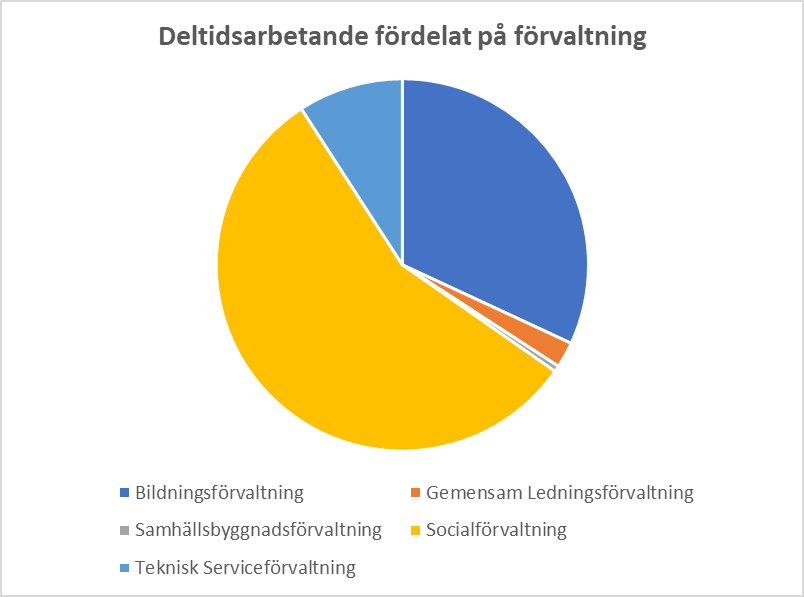 Deltidsarbetande fördelat på förvaltning
Bildningsförvaltning
Gemensam Ledningsförvaltning
Samhällsbyggnadsförvaltning
Socialförvaltning
Teknisk Serviceförvaltning